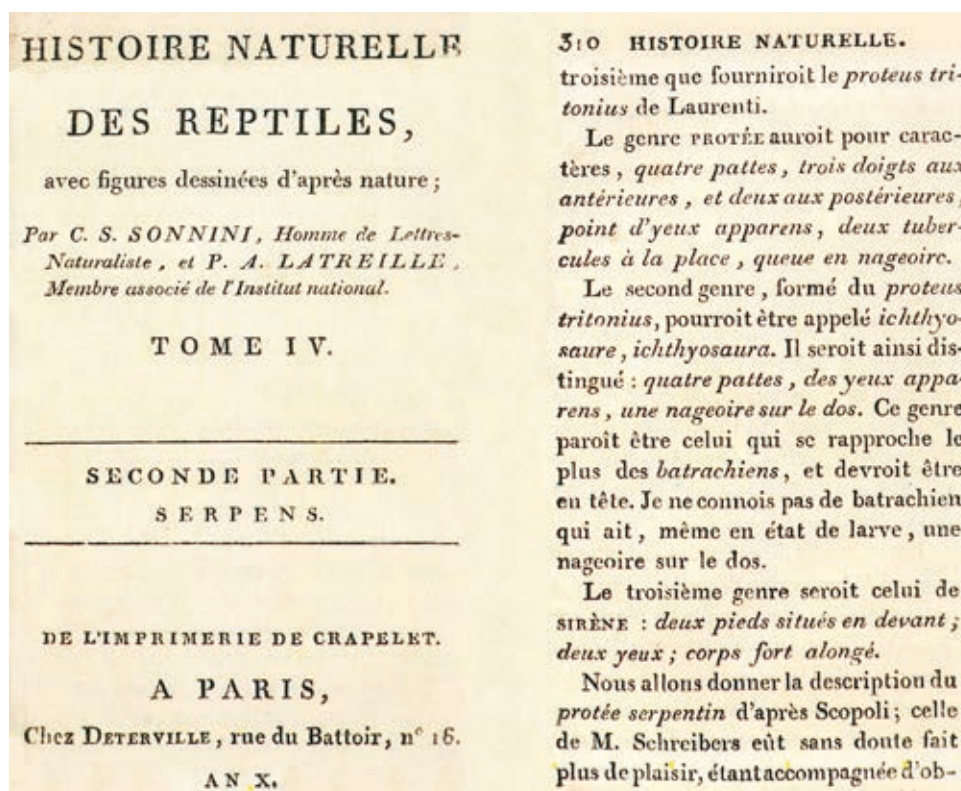 HISTOIRE NATURELLE
DES REPTILES,
avec figures dessinées d'après nature ;
Par C. S. SONNINI, Homme de Lettres-
Naturaliste, et P. A. LATREILLE,
Membre associé de l'Institut national.
TOME IV.
SECONDE PARTIE.
SERPENS.
DE L'IMPRIMERIE DE CRAPELET.
A PARIS,
Chez DETERVILLE, rue du Battoir, n° 16.
AN X.
310 HISTOIRE NATURELLE.
troisième que fourniroit le proteus tri-
tonius de Laurenti.
Le genre PROTÉE auroit pour carac-
tères, quatre pattes, trois doigts aux
antérieures, et deux aux postérieures,
point d'yeux apparens, deux tuber-
cules à la place, queue en nageoire.
Le second genre, formé du proteus
tritonius, pourroit être appelé ichthyo-
saure, ichthyosaura. Il seroit ainsi dis-
tingué : quatre pattes, des yeux appa-
rens, une nageoire sur le dos. Ce genre
paroît être celui qui se rapproche le
plus des batrachiens, et devroit être
en tête. Je ne connois pas de batrachien
qui ait, même en état de larve, une
nageoire sur le dos.
Le troisième genre seroit celui de
SIRÈNE : deux pieds situés en devant ;
deux yeux ; corps fort alongé.
Nous allons donner la description du
protée serpentin d'après Scopoli ; celle
de M. Schreibers eût sans doute fait
plus de plaisir, étant accompagnée d'ob-